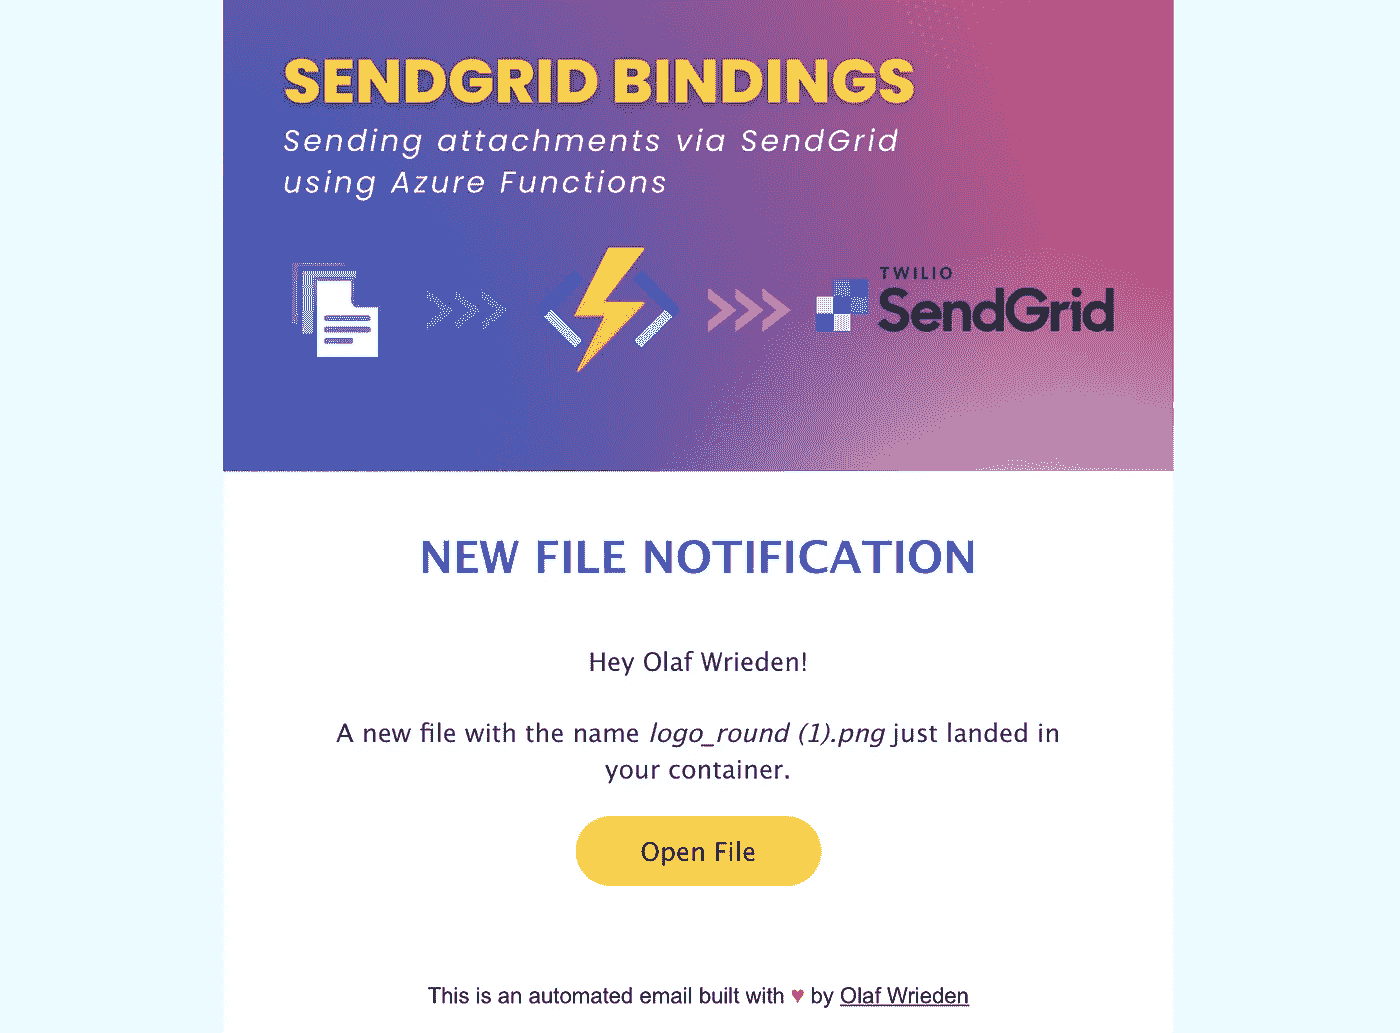 SENDGRID BINDINGS
Sending attachments via SendGrid
using Azure Functions
TWILIO
SendGrid
NEW FILE NOTIFICATION
Hey Olaf Wrieden!
A new file with the name logo_round (1).png just landed in
your container.
Open File
This is an automated email built with ♥ by Olaf Wrieden